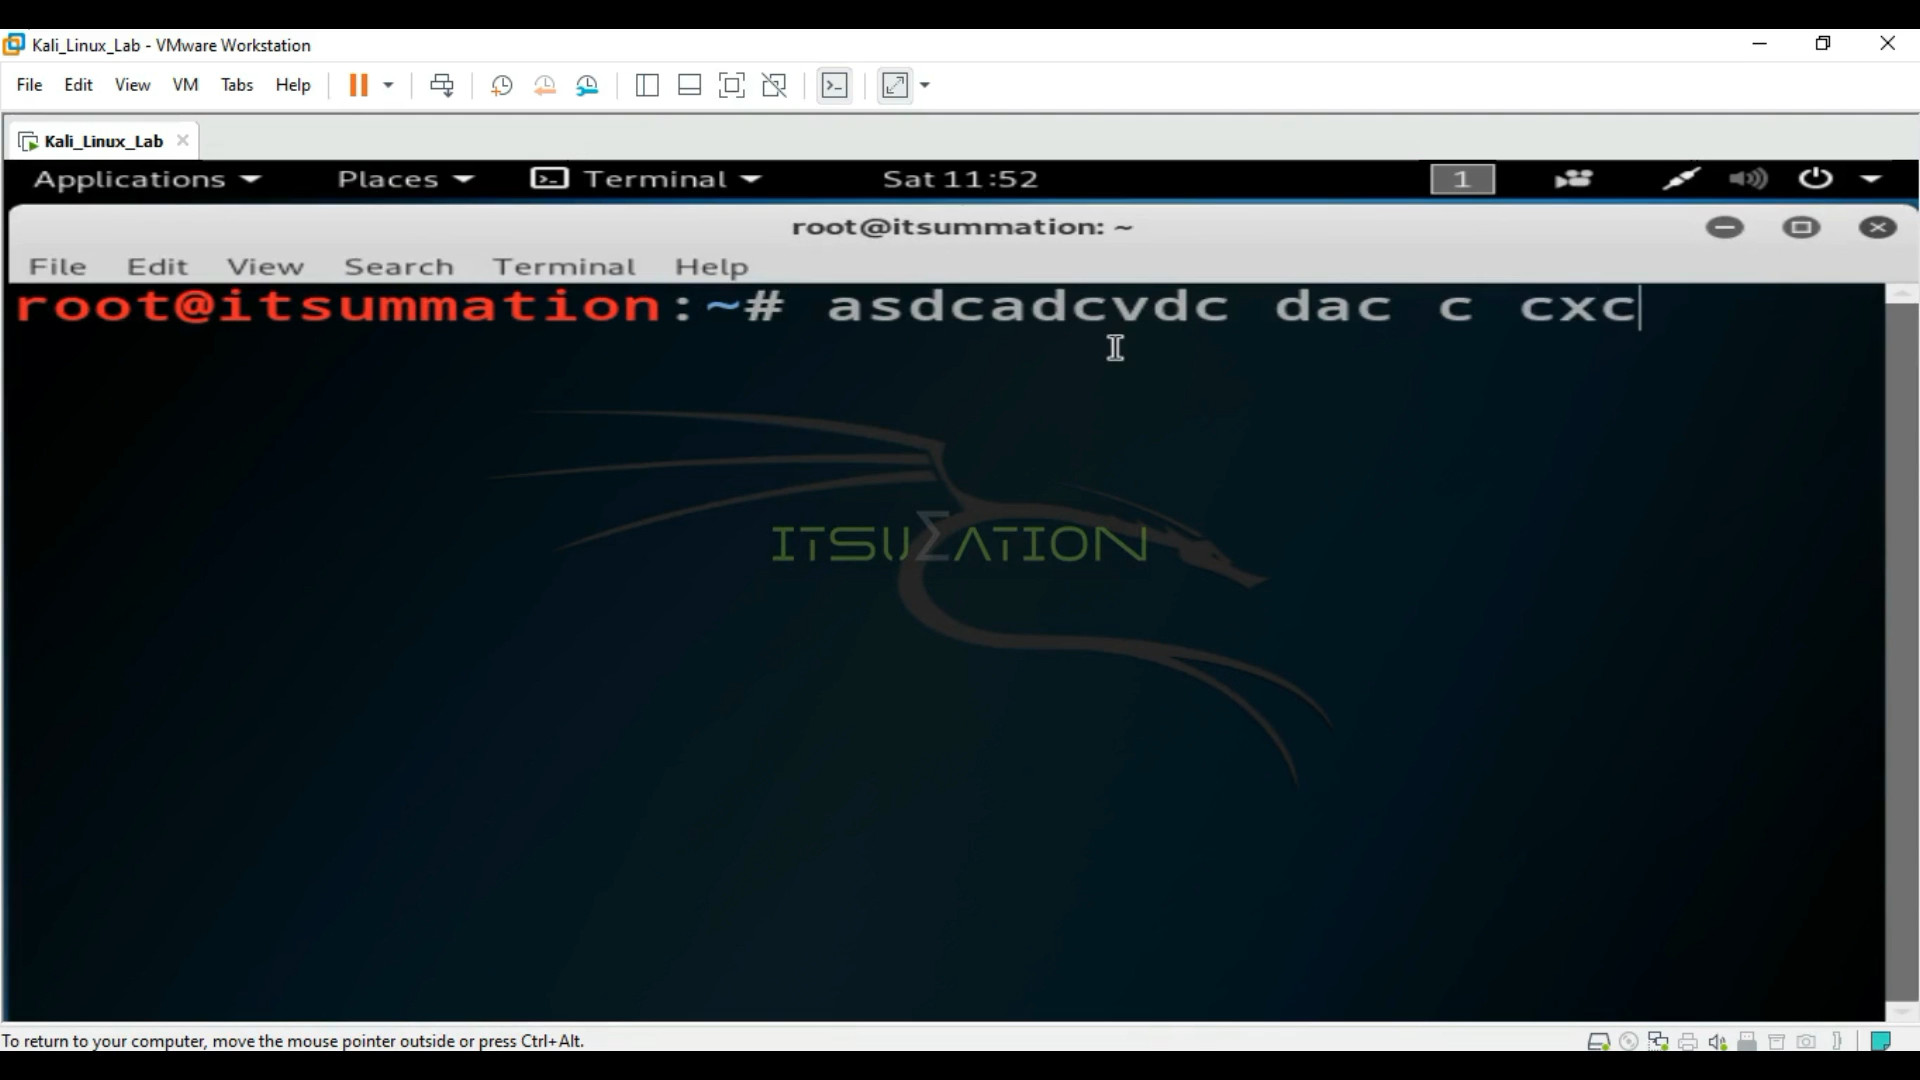 Kali_Linux_Lab - VMware Workstation
File Edit View VM Tabs Help
Kali_Linux_Lab
Applications Places Terminal Sat 11:52 1
root@itsummation: ~
File Edit View Search Terminal Help
root@itsummation:~# asdcadcvdc dac c cxc
ITSUΣATION
To return to your computer, move the mouse pointer outside or press Ctrl+Alt.